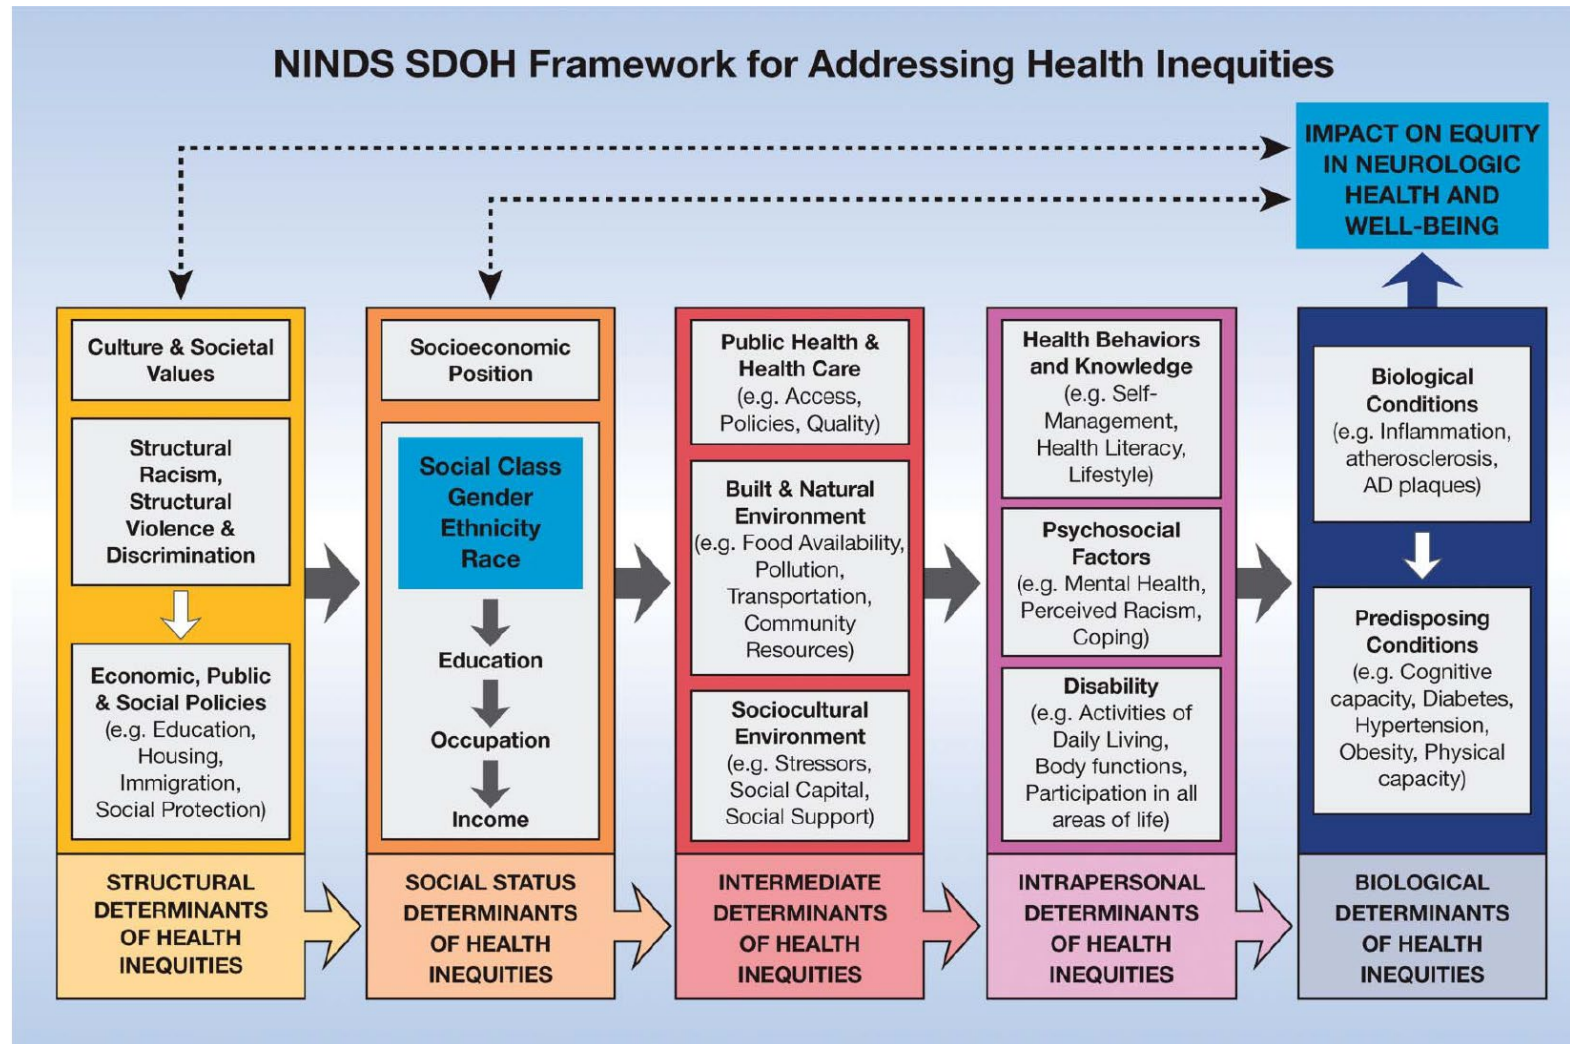 NINDS SDOH Framework for Addressing Health Inequities
IMPACT ON EQUITY
IN NEUROLOGIC
HEALTH AND
WELL-BEING
Culture & Societal
Values
Structural
Racism,
Structural
Violence &
Discrimination
Economic, Public
& Social Policies
(e.g. Education,
Housing,
Immigration,
Social Protection)
STRUCTURAL
DETERMINANTS
OF HEALTH
INEQUITIES
Socioeconomic
Position
Social Class
Gender
Ethnicity
Race
Education
Occupation
Income
SOCIAL STATUS
DETERMINANTS
OF HEALTH
INEQUITIES
Public Health &
Health Care
(e.g. Access,
Policies, Quality)
Built & Natural
Environment
(e.g. Food Availability,
Pollution,
Transportation,
Community
Resources)
Sociocultural
Environment
(e.g. Stressors,
Social Capital,
Social Support)
INTERMEDIATE
DETERMINANTS
OF HEALTH
INEQUITIES
Health Behaviors
and Knowledge
(e.g. Self-
Management,
Health Literacy,
Lifestyle)
Psychosocial
Factors
(e.g. Mental Health,
Perceived Racism,
Coping)
Disability
(e.g. Activities of
Daily Living,
Body functions,
Participation in all
areas of life)
INTRAPERSONAL
DETERMINANTS
OF HEALTH
INEQUITIES
Biological
Conditions
(e.g. Inflammation,
atherosclerosis,
AD plaques)
Predisposing
Conditions
(e.g. Cognitive
capacity, Diabetes,
Hypertension,
Obesity, Physical
capacity)
BIOLOGICAL
DETERMINANTS
OF HEALTH
INEQUITIES